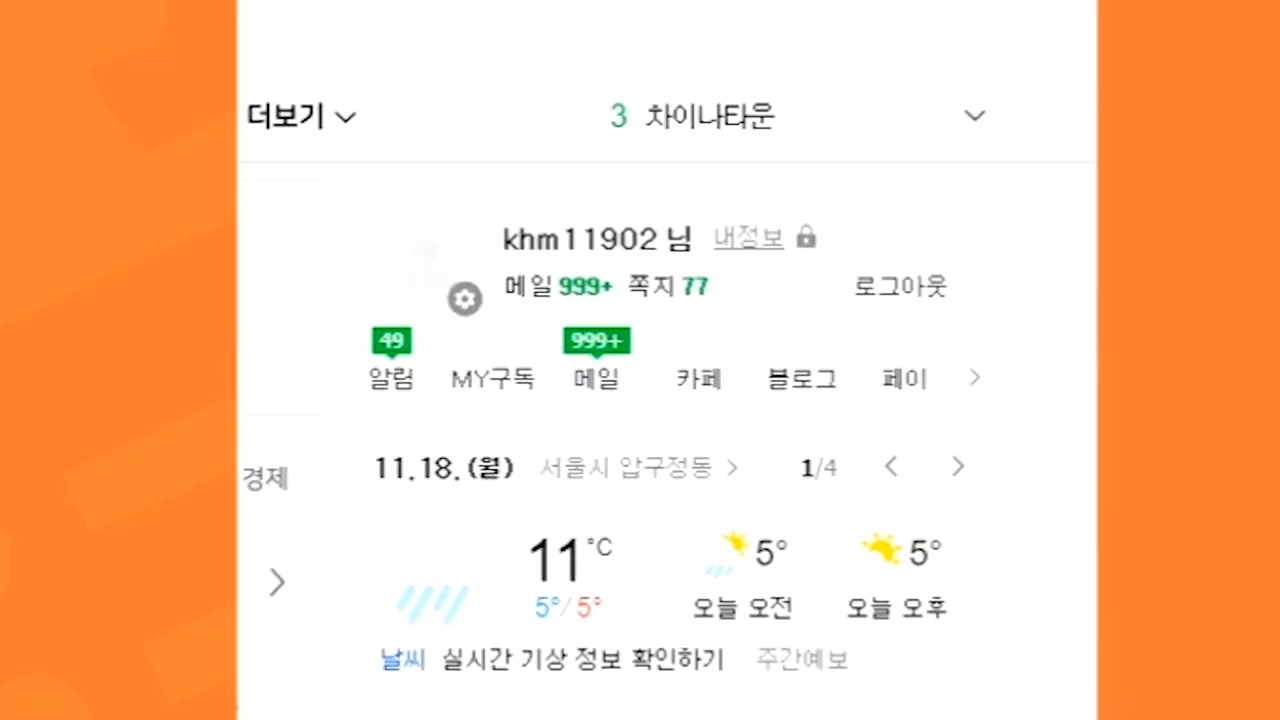 더보기 3 차이나타운
khm11902 님 내정보
메일 999+ 쪽지 77 로그아웃
49 999+
알림 MY구독 메일 카페 블로그 페이
경제
11.18.(월) 서울시 압구정동 1/4
11°C 5° 5°
5°/5° 오늘 오전 오늘 오후
날씨 실시간 기상 정보 확인하기 주간예보